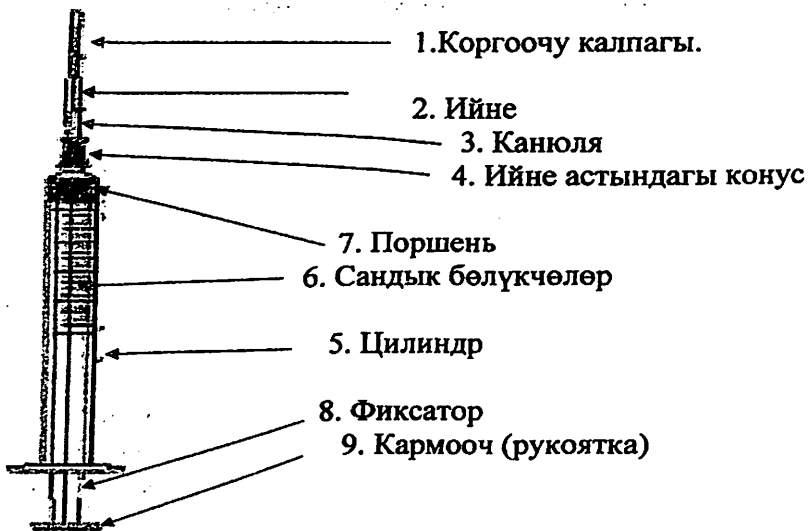 1.Коргоочу калпагы.
2. Ийне
3. Канюля
4. Ийне астындагы конус
7. Поршень
6. Сандык бөлүкчөлөр
5. Цилиндр
8. Фиксатор
9. Кармооч (рукоятка)